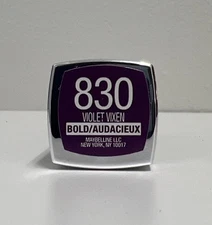 830
VIOLET VIXEN
BOLD/AUDACIEUX
MAYBELLINE LLC
NEW YORK, NY 10017